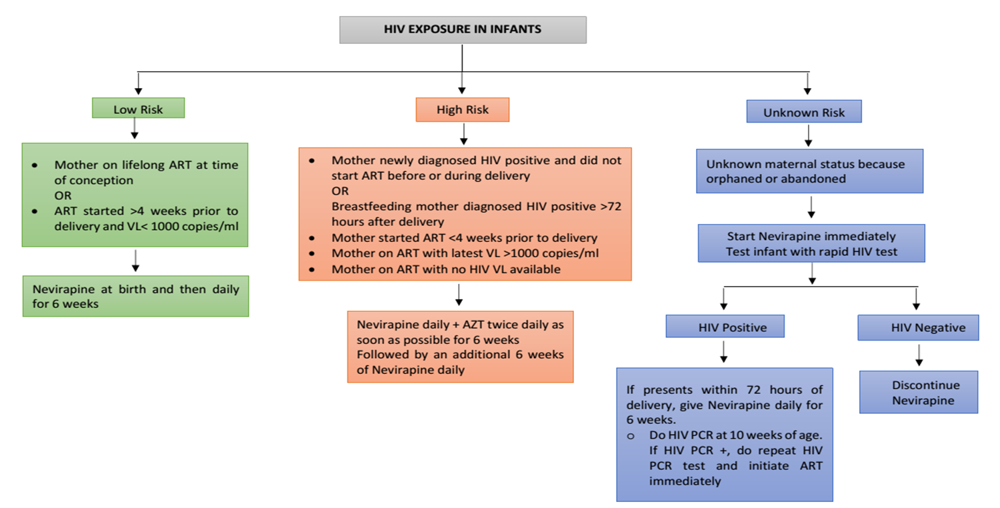 HIV EXPOSURE IN INFANTS
Low Risk
• Mother on lifelong ART at time
of conception
OR
• ART started >4 weeks prior to
delivery and VL< 1000 copies/ml
Nevirapine at birth and then daily
for 6 weeks
High Risk
• Mother newly diagnosed HIV positive and did not
start ART before or during delivery
OR
Breastfeeding mother diagnosed HIV positive >72
hours after delivery
• Mother started ART <4 weeks prior to delivery
• Mother on ART with latest VL >1000 copies/ml
• Mother on ART with no HIV VL available
Nevirapine daily + AZT twice daily as
soon as possible for 6 weeks
Followed by an additional 6 weeks
of Nevirapine daily
Unknown Risk
Unknown maternal status because
orphaned or abandoned
Start Nevirapine immediately
Test infant with rapid HIV test
HIV Positive
If presents within 72 hours of
delivery, give Nevirapine daily for
6 weeks.
o Do HIV PCR at 10 weeks of age.
If HIV PCR +, do repeat HIV
PCR test and initiate ART
immediately
HIV Negative
Discontinue
Nevirapine